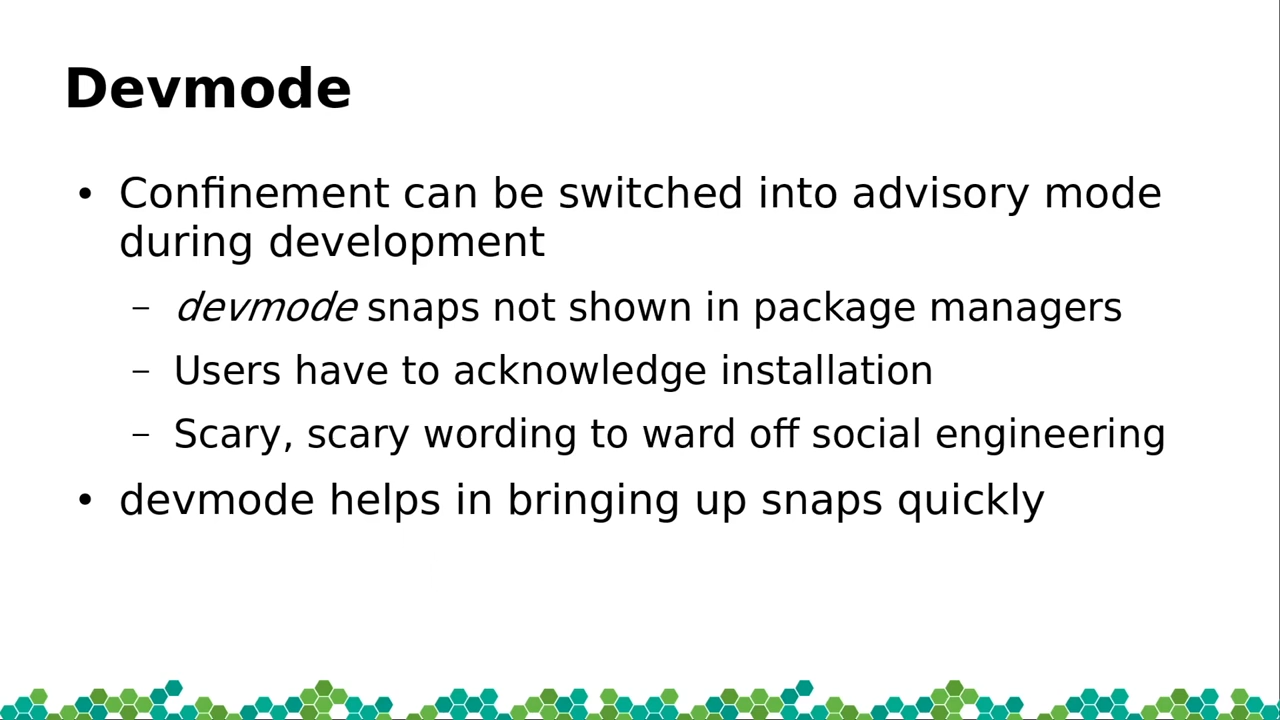 Devmode
• Confinement can be switched into advisory mode
during development
– devmode snaps not shown in package managers
– Users have to acknowledge installation
– Scary, scary wording to ward off social engineering
• devmode helps in bringing up snaps quickly